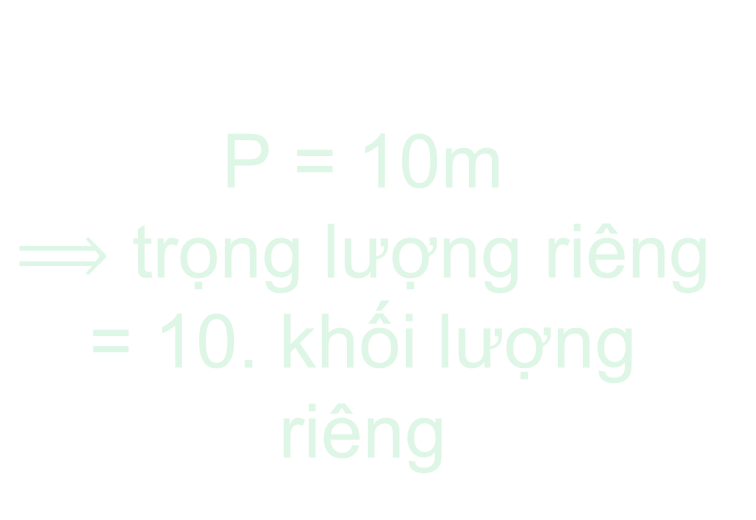 P = 10m
⟹ trọng lượng riêng
= 10. khối lượng
riêng